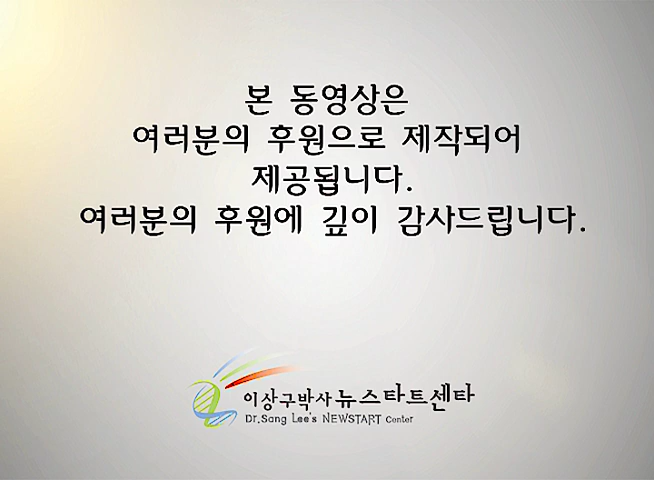 본 동영상은
여러분의 후원으로 제작되어
제공됩니다.
여러분의 후원에 깊이 감사드립니다.
이상구박사 뉴스타트센타
Dr.Sang Lee's NEWSTART Center